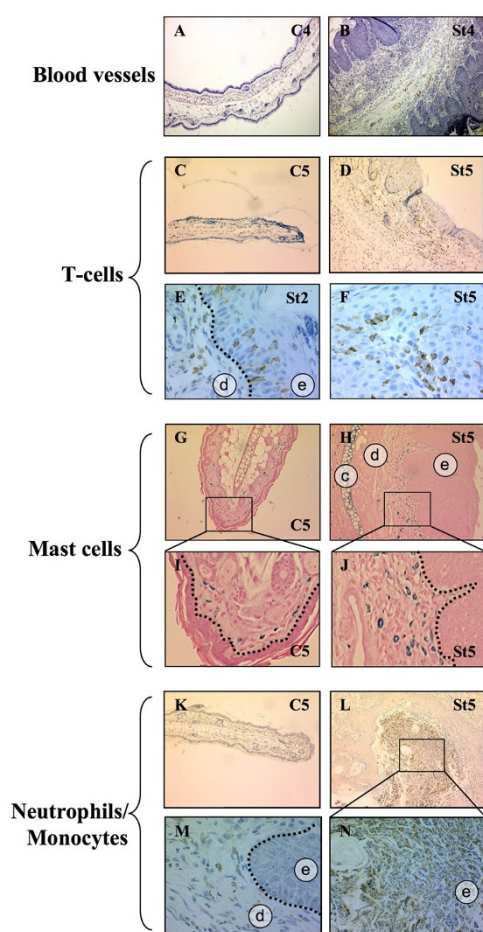 A C4
B St4
Blood vessels
C C5
D St5
T-cells
E St2
d e
F St5
G C5
H St5
c d e
Mast cells
I C5
J St5
K C5
L St5
Neutrophils/
Monocytes
M e
d
N e